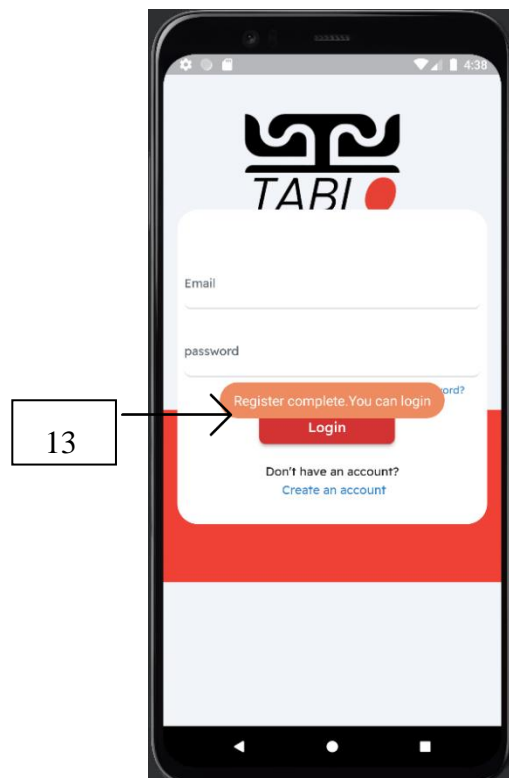 4:38
TABI
Email
password
ord?
Register complete.You can login
13
Login
Don't have an account?
Create an account